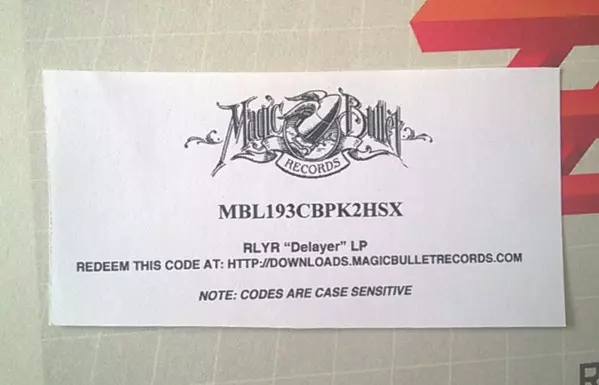 Magic Bullet
RECORDS
MBL193CBPK2HSX
RLYR “Delayer” LP
REDEEM THIS CODE AT: HTTP://DOWNLOADS.MAGICBULLETRECORDS.COM
NOTE: CODES ARE CASE SENSITIVE
R